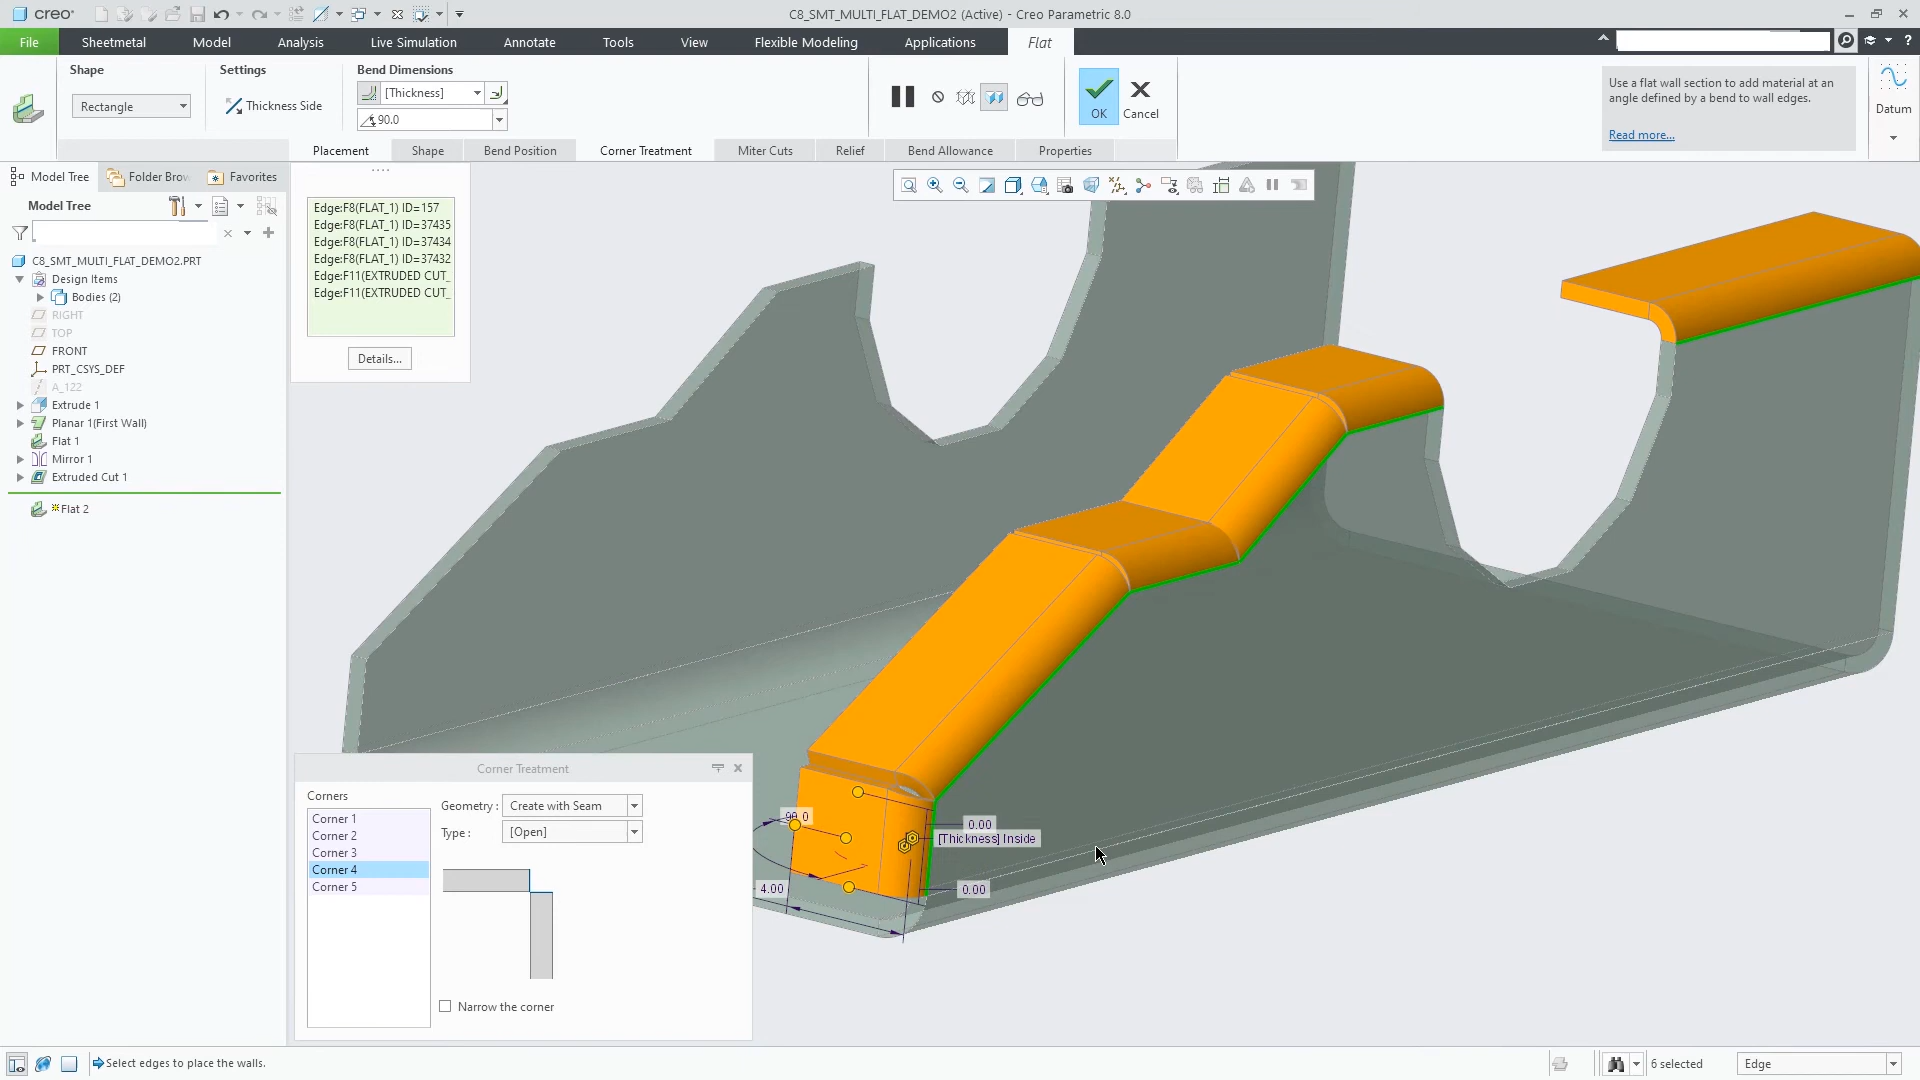 creo°
C8_SMT_MULTI_FLAT_DEMO2 (Active) - Creo Parametric 8.0
File
Sheetmetal
Model
Analysis
Live Simulation
Annotate
Tools
View
Flexible Modeling
Applications
Flat
Shape
Settings
Bend Dimensions
Rectangle
Thickness Side
[Thickness]
90.0
OK
Cancel
Use a flat wall section to add material at an
angle defined by a bend to wall edges.
Read more...
Datum
Placement
Shape
Bend Position
Corner Treatment
Miter Cuts
Relief
Bend Allowance
Properties
Model Tree
Folder Brow
Favorites
Model Tree
C8_SMT_MULTI_FLAT_DEMO2.PRT
Design Items
Bodies (2)
RIGHT
TOP
FRONT
PRT_CSYS_DEF
A_122
Extrude 1
Planar 1(First Wall)
Flat 1
Mirror 1
Extruded Cut 1
Flat 2
Edge:F8(FLAT_1) ID=157
Edge:F8(FLAT_1) ID=37435
Edge:F8(FLAT_1) ID=37434
Edge:F8(FLAT_1) ID=37432
Edge:F11(EXTRUDED CUT_
Edge:F11(EXTRUDED CUT_
Details...
90.0
0.00
[Thickness] Inside
4.00
0.00
Corner Treatment
Corners
Corner 1
Corner 2
Corner 3
Corner 4
Corner 5
Geometry :
Create with Seam
Type :
[Open]
Narrow the corner
Select edges to place the walls.
6 selected
Edge